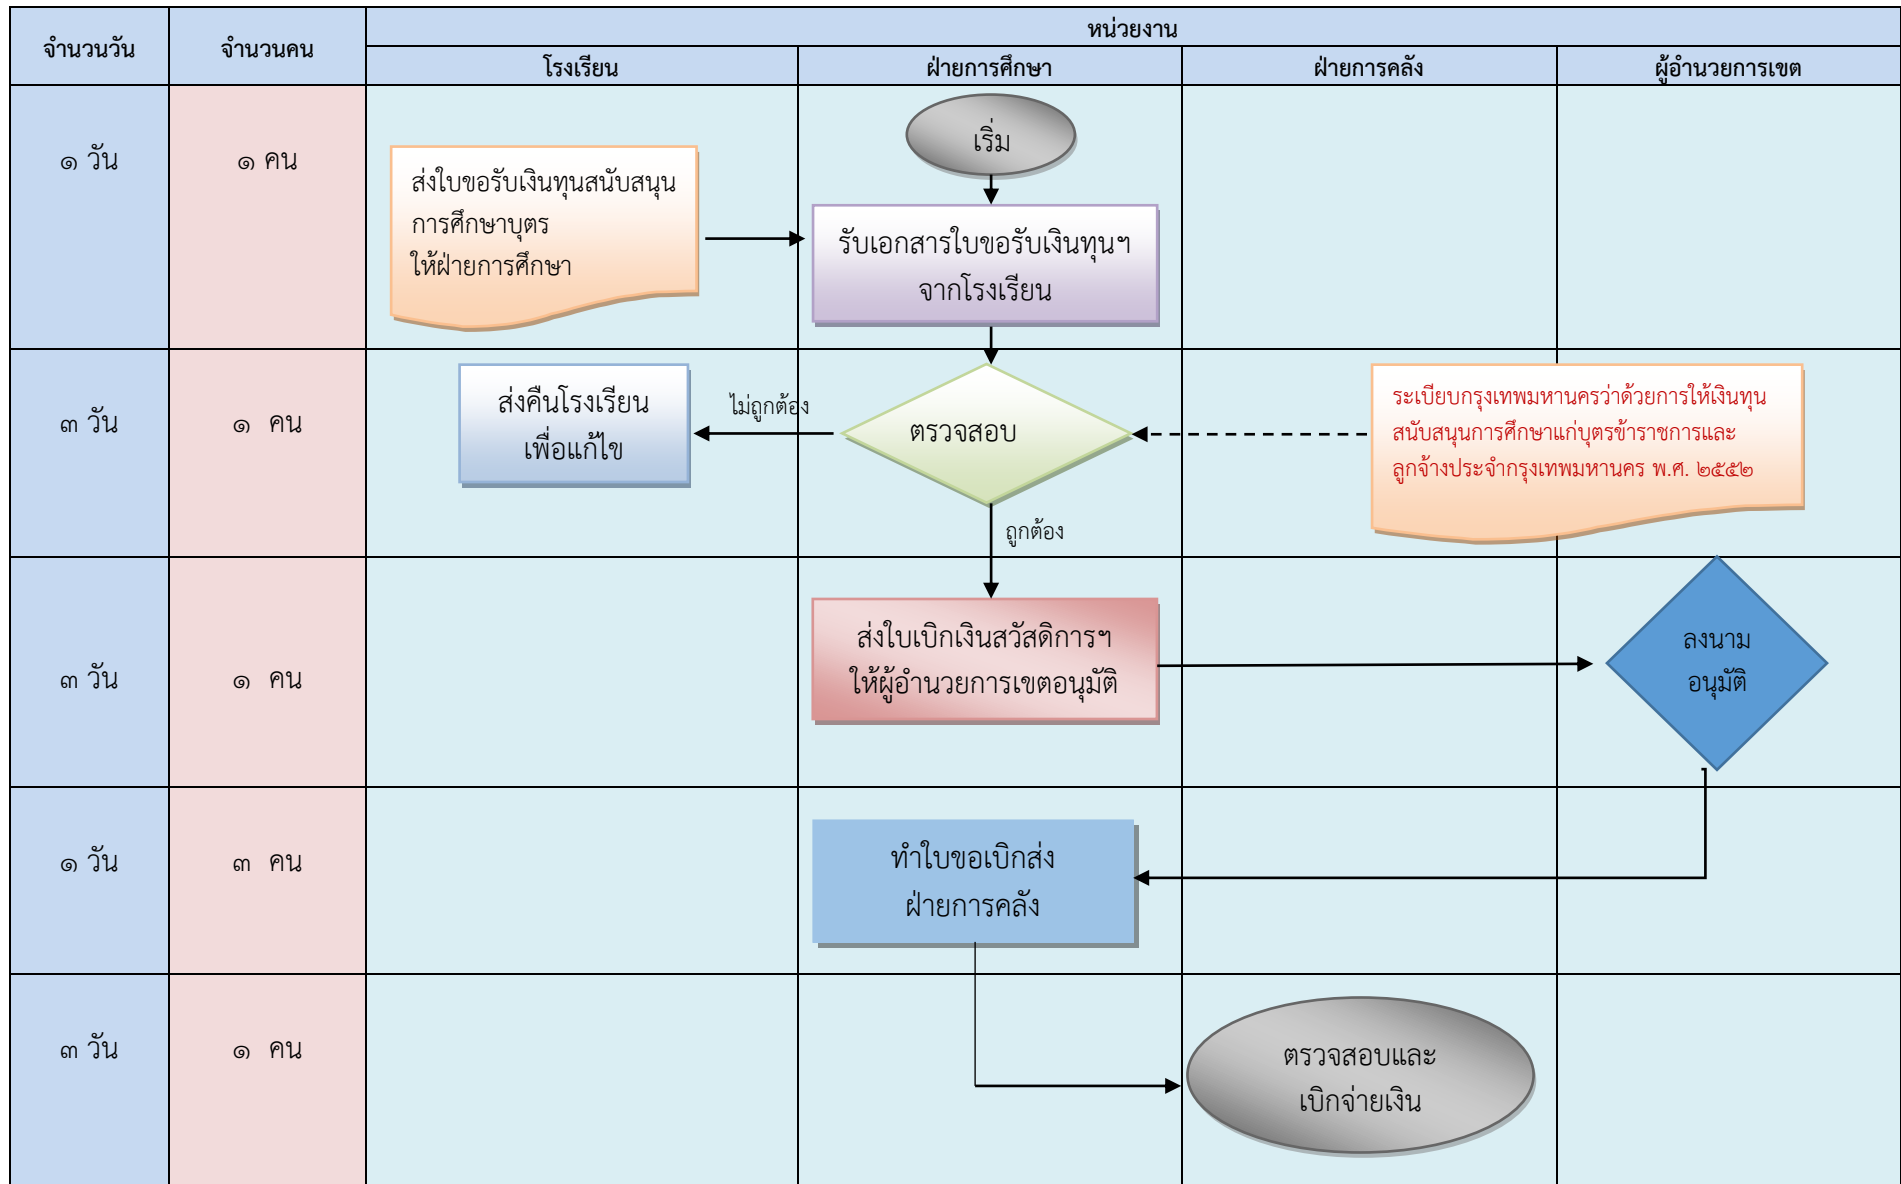 จำนวนวัน
จำนวนคน
หน่วยงาน
โรงเรียน
ฝ่ายการศึกษา
ฝ่ายการคลัง
ผู้อำนวยการเขต
๑ วัน
๑ คน
ส่งใบขอรับเงินทุนสนับสนุน
การศึกษาบุตร
ให้ฝ่ายการศึกษา
เริ่ม
รับเอกสารใบขอรับเงินทุนฯ
จากโรงเรียน
๓ วัน
๑ คน
ส่งคืนโรงเรียน
เพื่อแก้ไข
ไม่ถูกต้อง
ตรวจสอบ
ระเบียบกรุงเทพมหานครว่าด้วยการให้เงินทุน
สนับสนุนการศึกษาแก่บุตรข้าราชการและ
ลูกจ้างประจำกรุงเทพมหานคร พ.ศ. ๒๕๕๒
ถูกต้อง
๓ วัน
๑ คน
ส่งใบเบิกเงินสวัสดิการฯ
ให้ผู้อำนวยการเขตอนุมัติ
ลงนาม
อนุมัติ
๑ วัน
๓ คน
ทำใบขอเบิกส่ง
ฝ่ายการคลัง
๓ วัน
๑ คน
ตรวจสอบและ
เบิกจ่ายเงิน